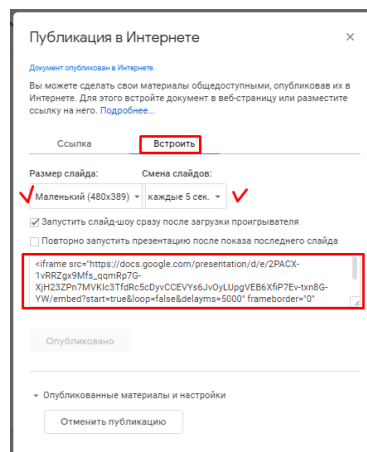 Публикация в Интернете
Документ опубликован в Интернете.
Вы можете сделать свои материалы общедоступными, опубликовав их в
Интернете. Для этого встройте документ в веб-страницу или разместите
ссылку на него. Подробнее...
Ссылка Встроить
Размер слайда: Смена слайдов:
Маленький (480x389) каждые 5 сек.
Запустить слайд-шоу сразу после загрузки проигрывателя
Повторно запустить презентацию после показа последнего слайда
<iframe src="https://docs.google.com/presentation/d/e/2PACX-
1vRRZgx9Mfs_qqmRp7G-
XjH23ZPn7MVKIc3TfdRc5cDyvCCEVYs6JvOyLUpgVEB6XfiP7Ev-txn8G-
YW/embed?start=true&loop=false&delayms=5000" frameborder="0"
Опубликовано
Опубликованные материалы и настройки
Отменить публикацию